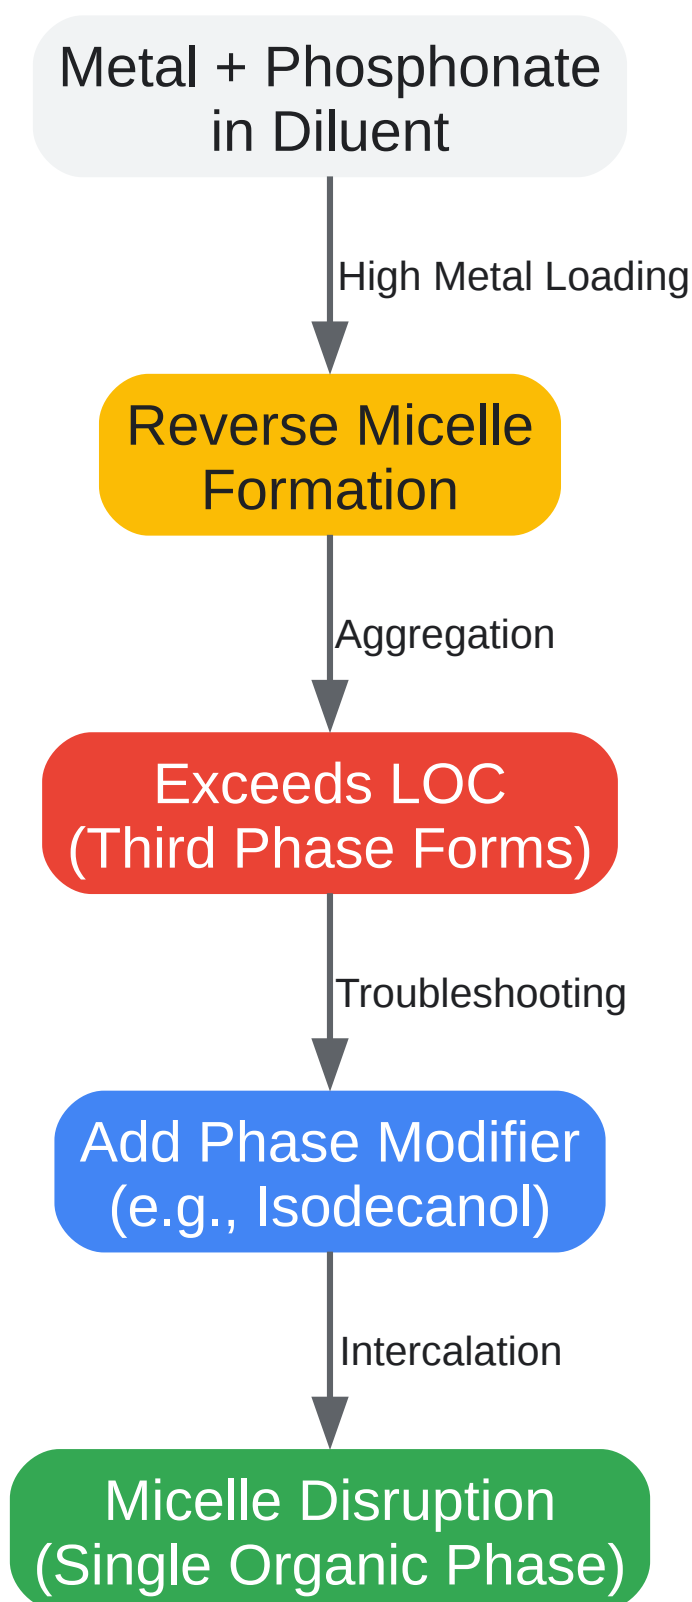 Metal + Phosphonate
in Diluent
High Metal Loading
Reverse Micelle
Formation
Aggregation
Exceeds LOC
(Third Phase Forms)
Troubleshooting
Add Phase Modifier
(e.g., Isodecanol)
Intercalation
Micelle Disruption
(Single Organic Phase)